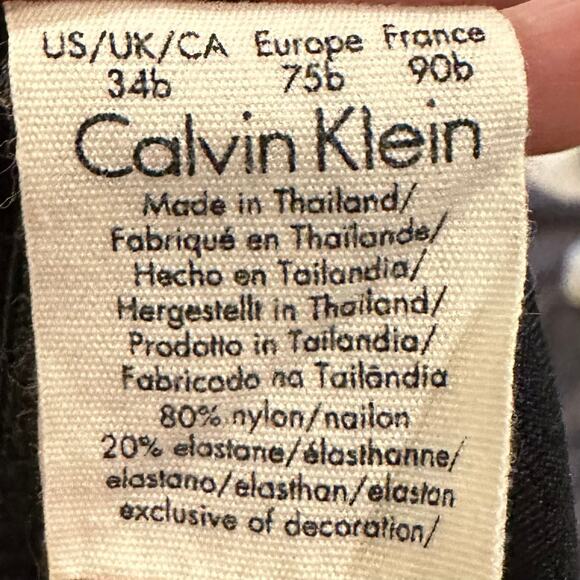 US/UK/CA Europe France
34b 75b 90b
Calvin Klein
Made in Thailand/
Fabriqué en Thaïlande/
Hecho en Tailandia/
Hergestellt in Thailand/
Prodotto in Tailandia/
Fabricado na Tailândia
80% nylon/nailon
20% elastane/élasthanne/
elastano/elasthan/elastan
exclusive of decoration/